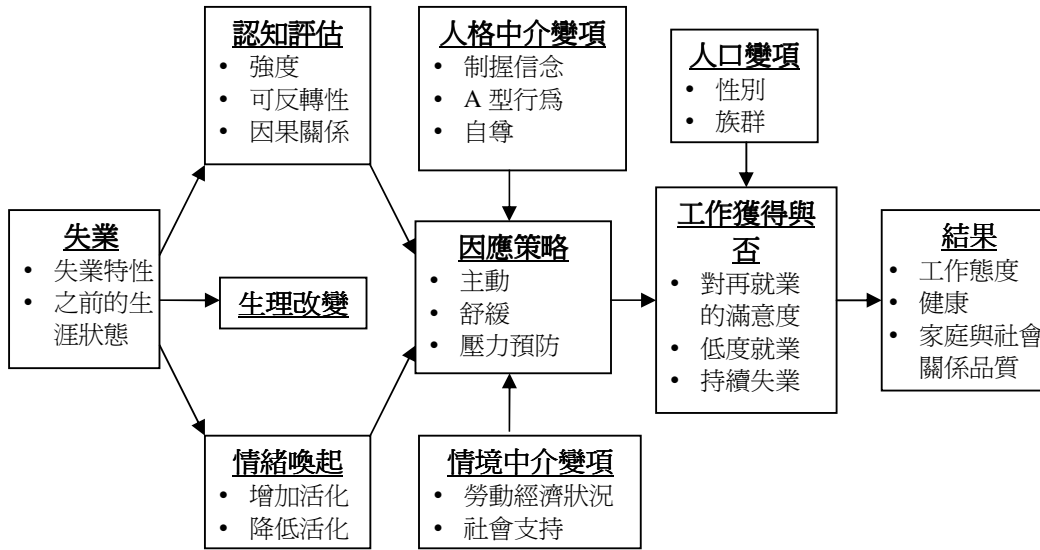 認知評估
• 強度
• 可反轉性
• 因果關係
人格中介變項
• 制握信念
• A 型行為
• 自尊
人口變項
• 性別
• 族群
失業
• 失業特性
• 之前的生
涯狀態
生理改變
因應策略
• 主動
• 舒緩
• 壓力預防
工作獲得與
否
• 對再就業
的滿意度
• 低度就業
• 持續失業
結果
• 工作態度
• 健康
• 家庭與社會
關係品質
情緒喚起
• 增加活化
• 降低活化
情境中介變項
• 勞動經濟狀況
• 社會支持